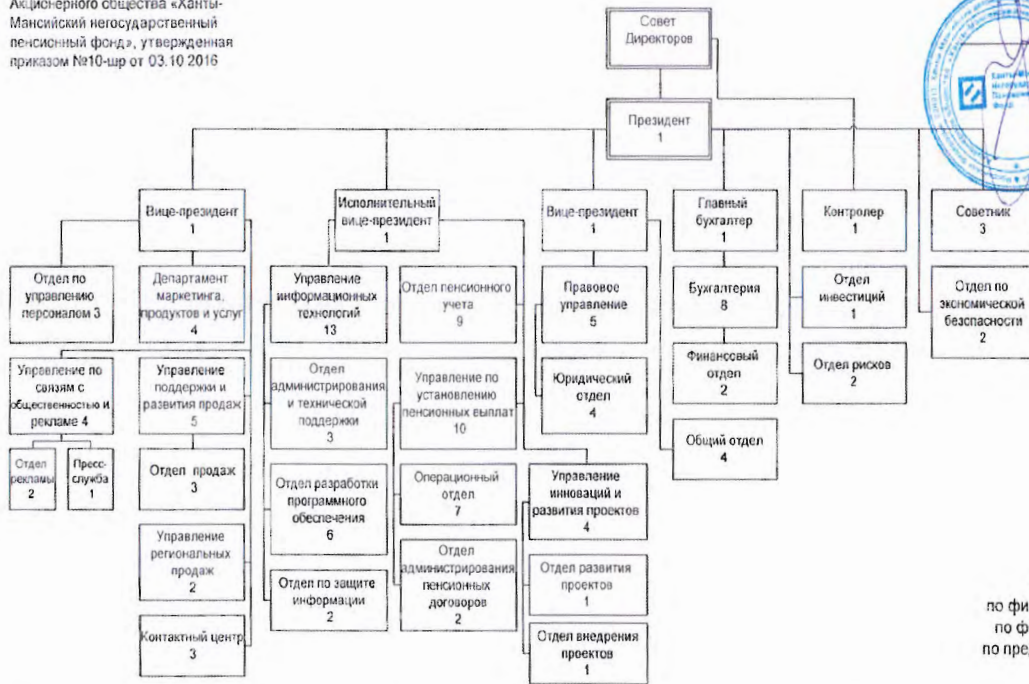 Акционерного общества «Ханты-
Мансийский негосударственный
пенсионный фонд», утвержденная
приказом №10-шр от 03.10.2016
Совет
Директоров
Президент
1
Вице-президент
1
Исполнительный
вице-президент
1
Вице-президент
1
Главный
бухгалтер
1
Контролер
1
Советник
3
Отдел по
управлению
персоналом 3
Департамент
маркетинга,
продуктов и услуг
4
Управление
информационных
технологий
13
Отдел пенсионного
учета
9
Правовое
управление
5
Бухгалтерия
8
Отдел
инвестиций
1
Отдел по
экономической
безопасности
2
Управление по
связям с
общественностью и
рекламе 4
Управление
поддержки и
развития продаж
5
Отдел
администрирования
и технической
поддержки
3
Управление по
установлению
пенсионных выплат
10
Юридический
отдел
4
Финансовый
отдел
2
Отдел рисков
2
Отдел
рекламы
2
Пресс-
служба
1
Отдел продаж
3
Отдел разработки
программного
обеспечения
6
Операционный
отдел
7
Управление
инноваций и
развития проектов
4
Общий отдел
4
Управление
региональных
продаж
2
Отдел по защите
информации
2
Отдел
администрирования
пенсионных
договоров
2
Отдел развития
проектов
1
Контактный центр
3
Отдел внедрения
проектов
1
по фи
по ф
по пре